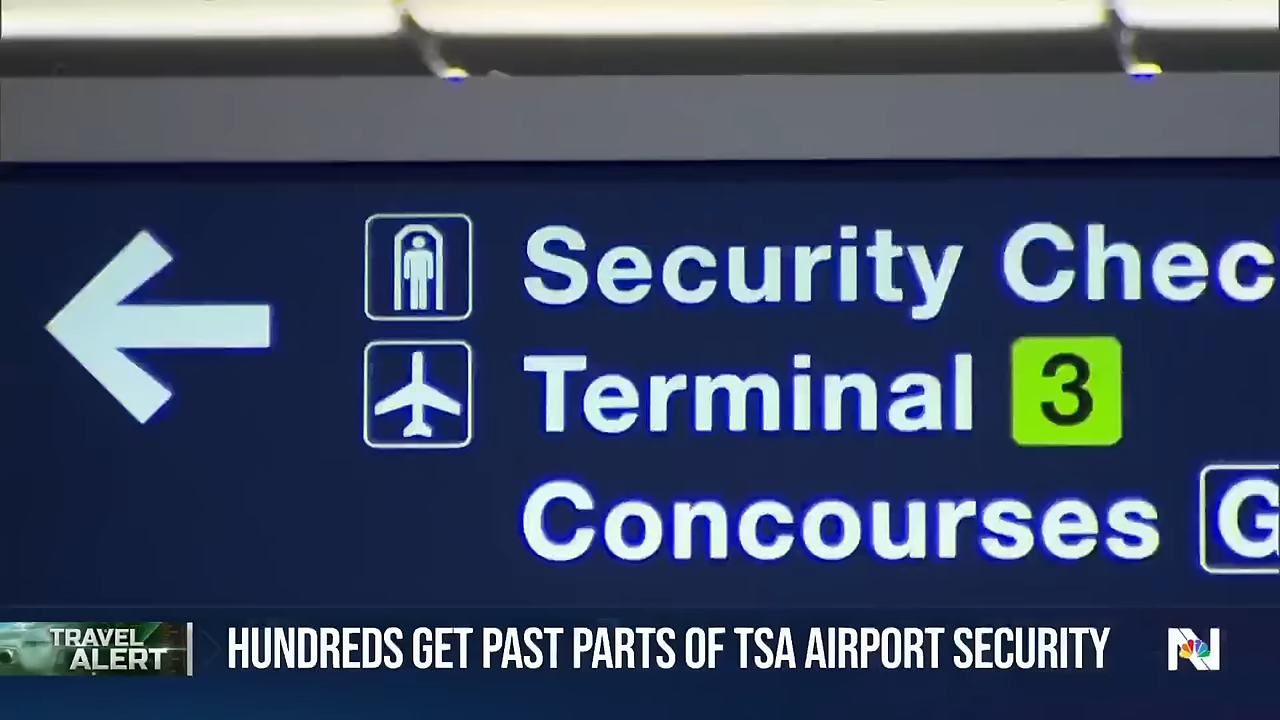 Security Chec
Terminal 3
Concourses G
TRAVEL
ALERT
HUNDREDS GET PAST PARTS OF TSA AIRPORT SECURITY
N